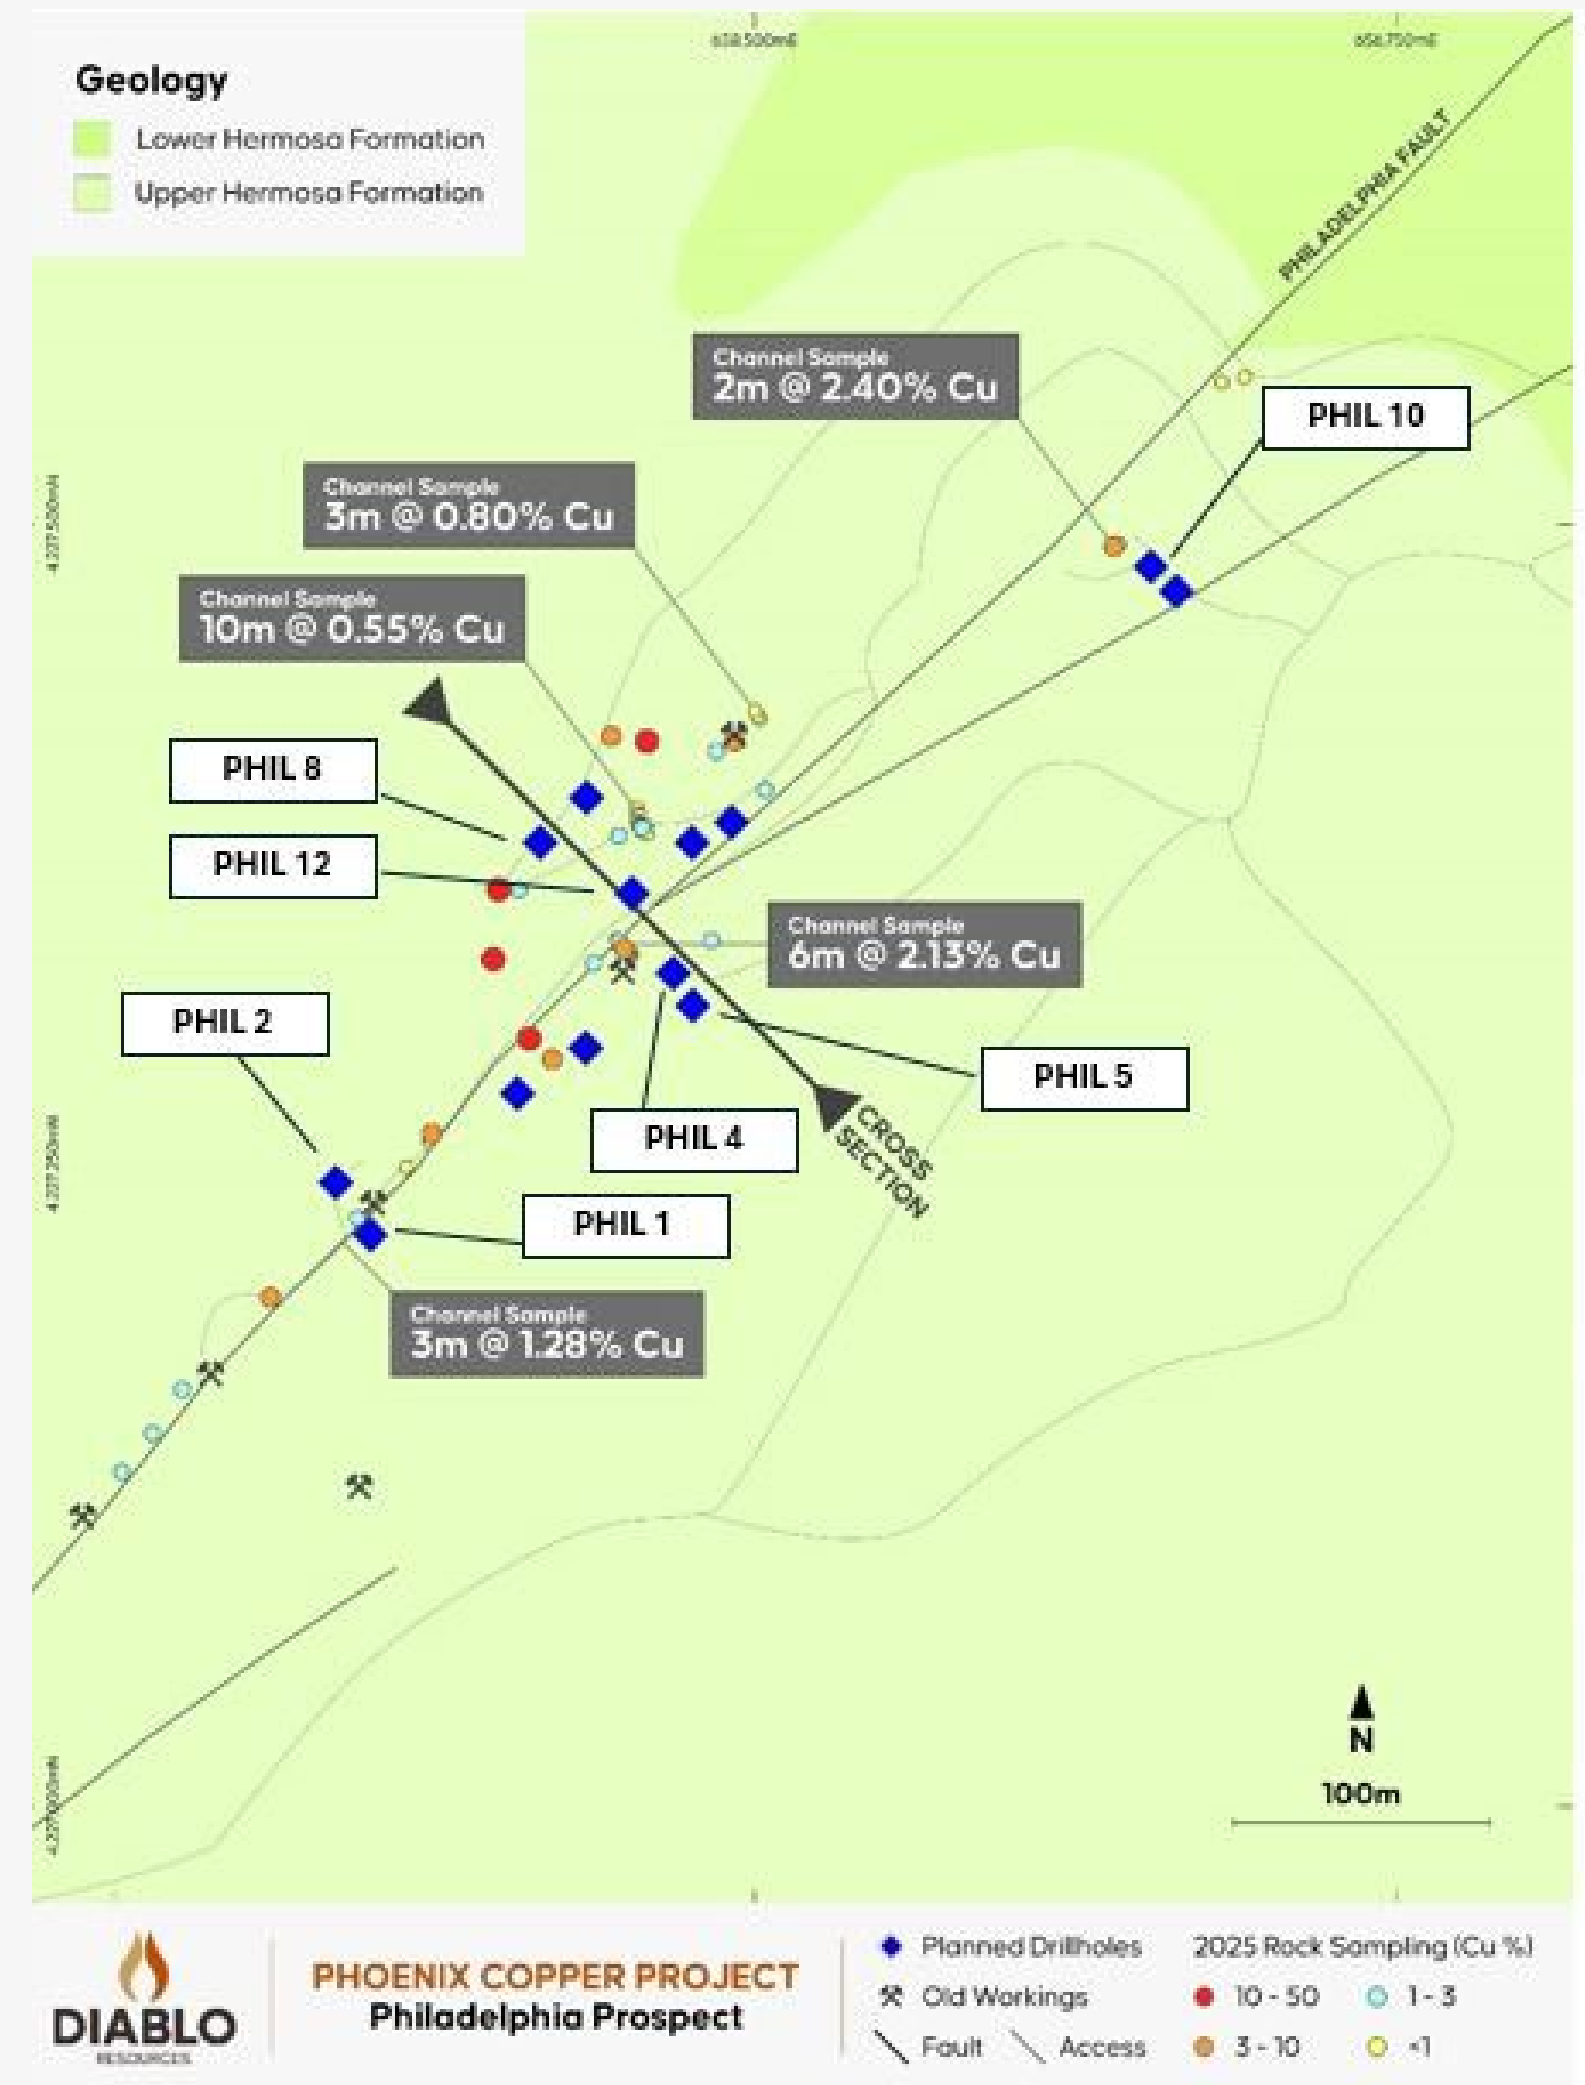 Geology
Lower Hermosa Formation
Upper Hermosa Formation
PHILADELPHIA FAULT
Channel Sample
2m @ 2.40% Cu
PHIL 10
Channel Sample
3m @ 0.80% Cu
Channel Sample
10m @ 0.55% Cu
PHIL 8
PHIL 12
Channel Sample
6m @ 2.13% Cu
PHIL 2
PHIL 5
PHIL 4
CROSS
SECTION
PHIL 1
Channel Sample
3m @ 1.28% Cu
N
100m
DIABLO
RESOURCES
PHOENIX COPPER PROJECT
Philadelphia Prospect
Planned Drillholes
Old Workings
Fault
Access
2025 Rock Sampling (Cu %)
10 - 50
1 - 3
3 - 10
<1